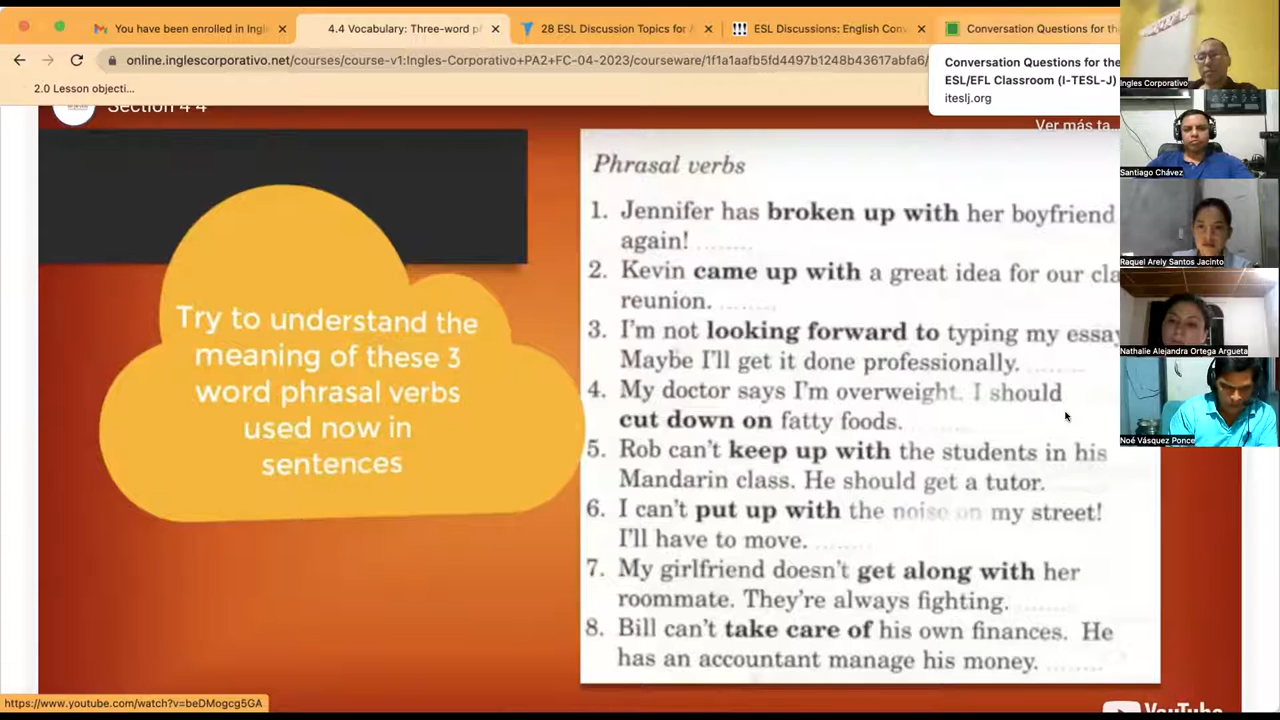 You have been enrolled in Ingle
4.4 Vocabulary: Three-word p
28 ESL Discussion Topics for
ESL Discussions: English Conv
Conversation Questions for th
online.inglescorporativo.net/courses/course-v1:Ingles-Corporativo+PA2+FC-04-2023/courseware/1f1a1aafb5fd4497b1248b43617abfa6/
2.0 Lesson objecti...
Conversation Questions for the
ESL/EFL Classroom (I-TESL-J)
iteslj.org
Section 4 4
Ver más ta...
Try to understand the
meaning of these 3
word phrasal verbs
used now in
sentences
Phrasal verbs
1. Jennifer has broken up with her boyfriend
again! ........
2. Kevin came up with a great idea for our cla
reunion. ........
3. I'm not looking forward to typing my essay
Maybe I'll get it done professionally. ........
4. My doctor says I'm overweight. I should
cut down on fatty foods. ........
5. Rob can't keep up with the students in his
Mandarin class. He should get a tutor. ........
6. I can't put up with the noise on my street!
I'll have to move. ........
7. My girlfriend doesn't get along with her
roommate. They're always fighting. ........
8. Bill can't take care of his own finances. He
has an accountant manage his money. ........
Ingles Corporativo
Santiago Chávez
Raquel Arely Santos Jacinto
Nathalie Alejandra Ortega Argueta
Noé Vásquez Ponce
https://www.youtube.com/watch?v=beDMogcg5GA
YouTube